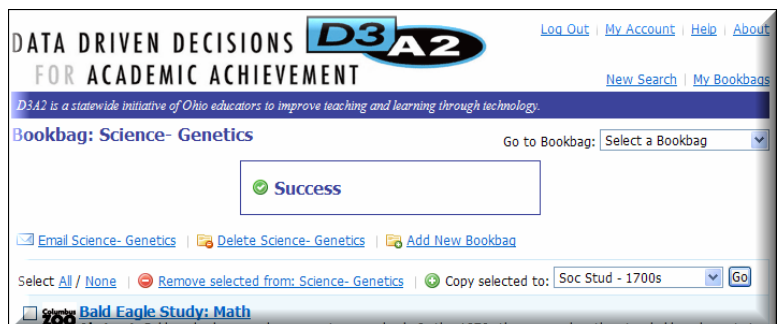 DATA DRIVEN DECISIONS D3A2
FOR ACADEMIC ACHIEVEMENT
Log Out | My Account | Help | About
New Search | My Bookbags
D3A2 is a statewide initiative of Ohio educators to improve teaching and learning through technology.
Bookbag: Science- Genetics
Go to Bookbag: Select a Bookbag
Success
Email Science- Genetics | Delete Science- Genetics | Add New Bookbag
Select All / None | Remove selected from: Science- Genetics | Copy selected to: Soc Stud - 1700s Go
Columbus ZOO Bald Eagle Study: Math